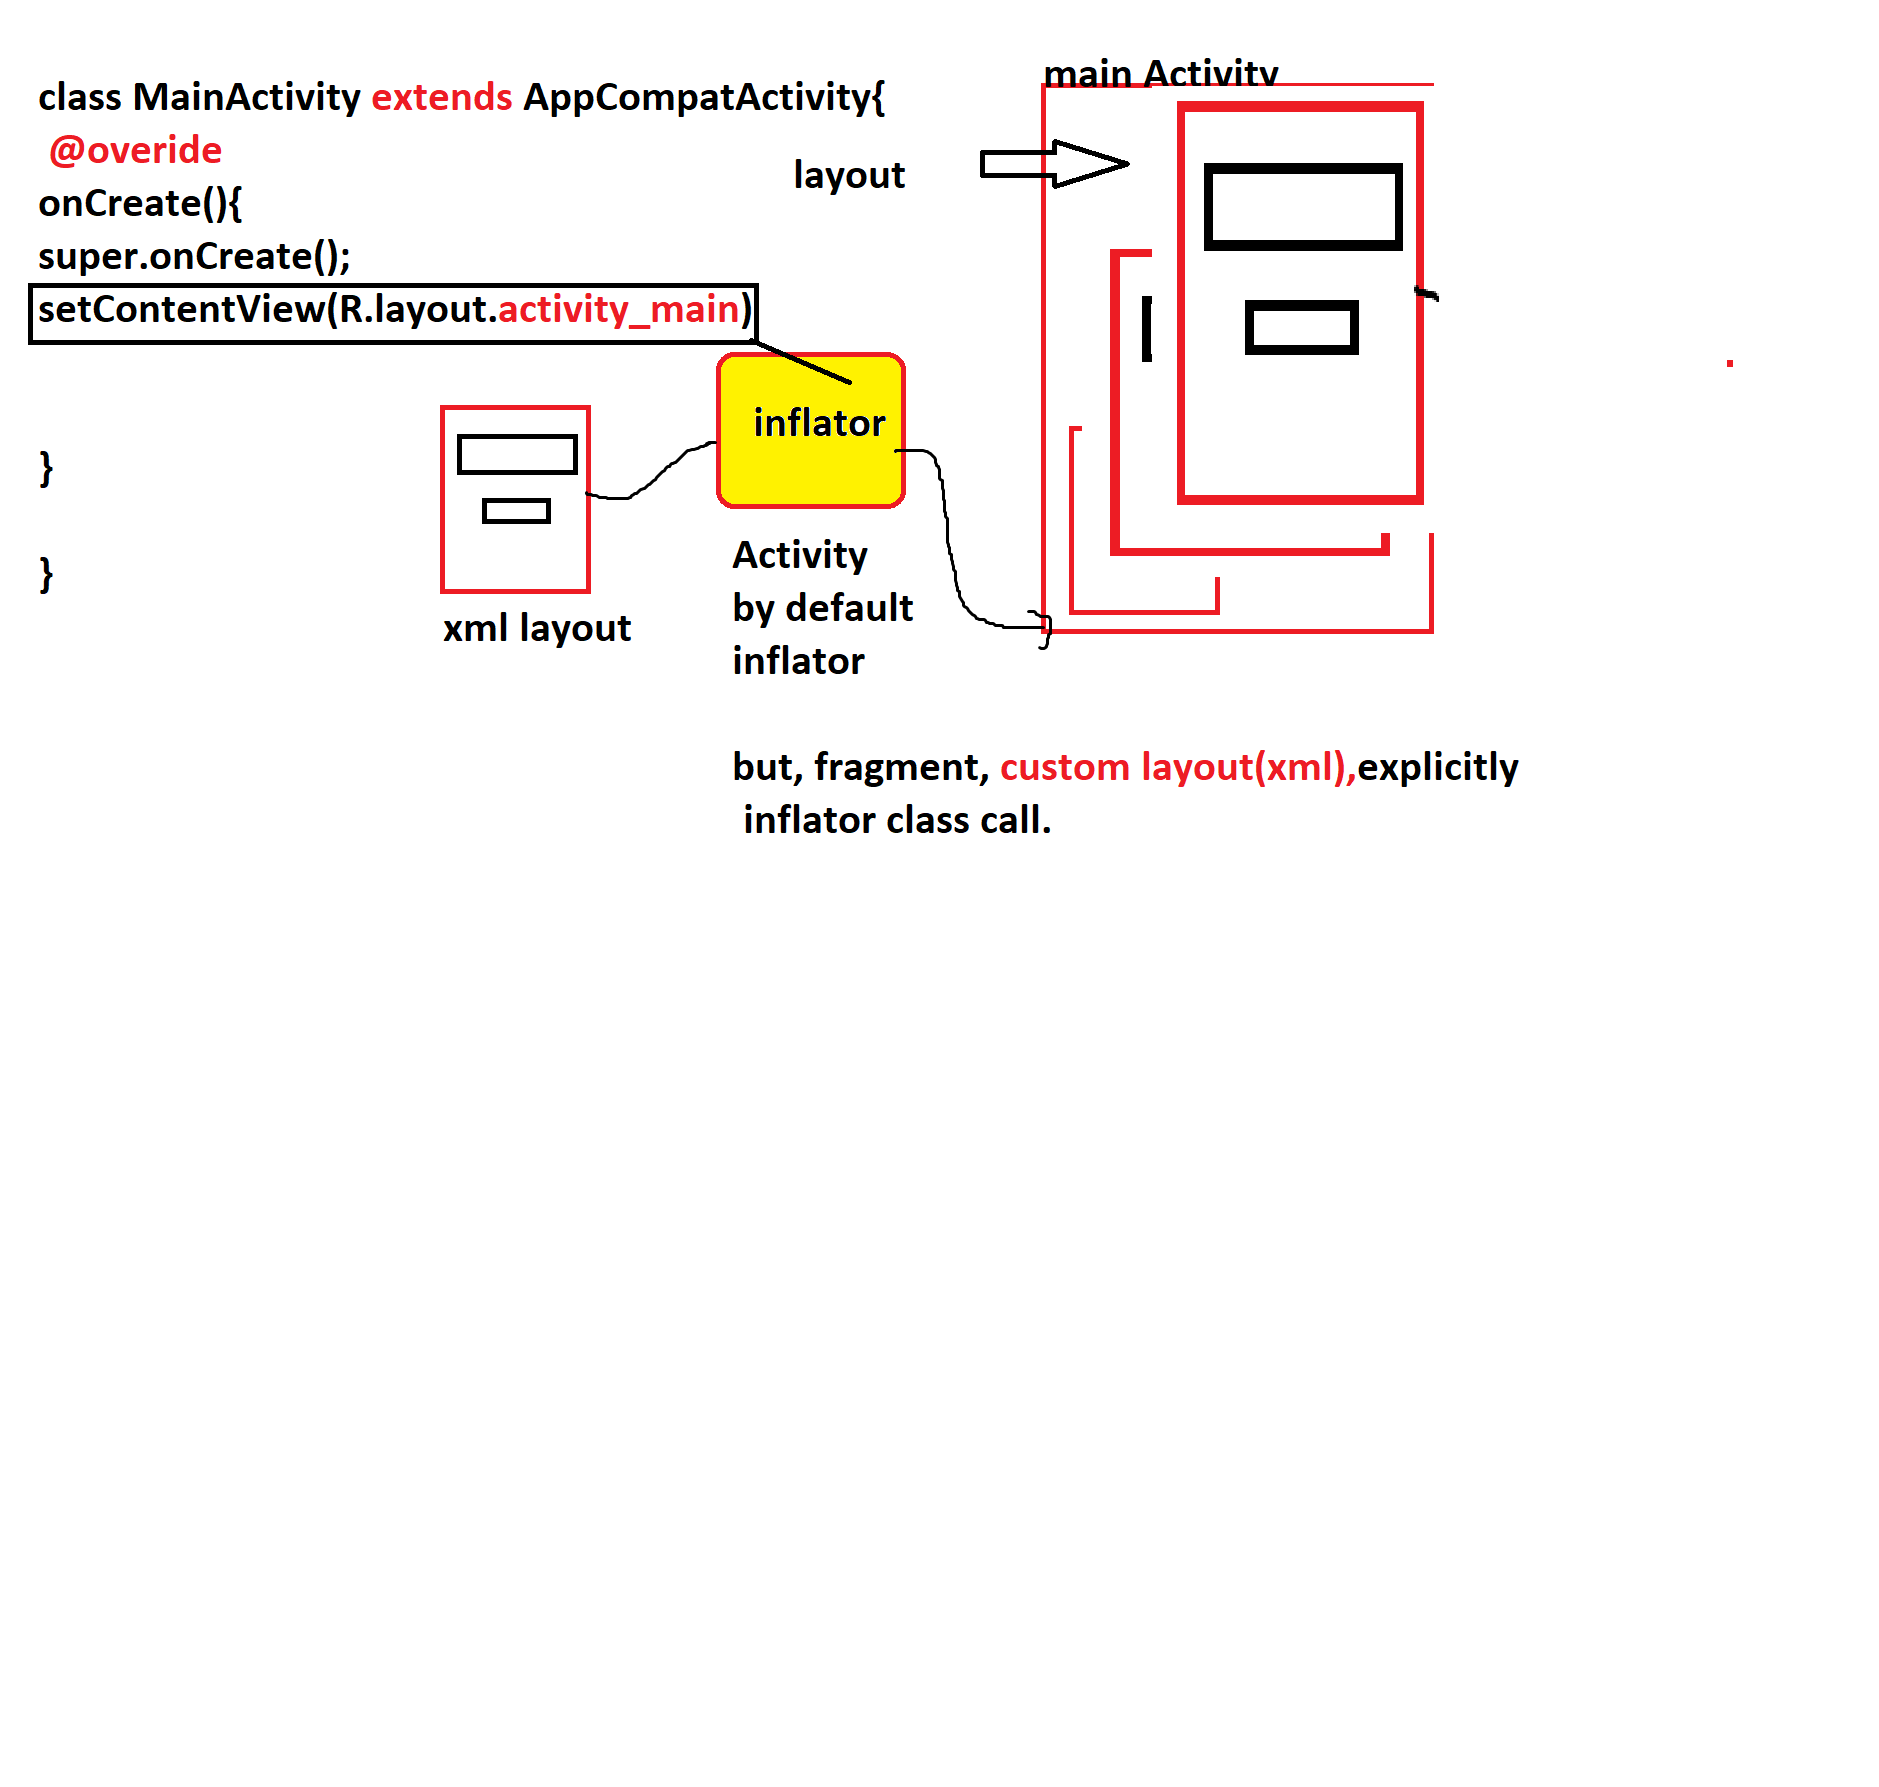 class MainActivity extends AppCompatActivity{
@overide
onCreate(){
super.onCreate();
setContentView(R.layout.activity_main)
}
}
layout
main Activity
inflator
xml layout
Activity
by default
inflator
but, fragment, custom layout(xml),explicitly
inflator class call.